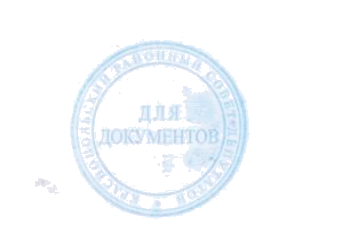 КРАСНОПОЛЬСКИЙ РАЙОННЫЙ СОВЕТ ДЕПУТАТОВ
ДЛЯ
ДОКУМЕНТОВ